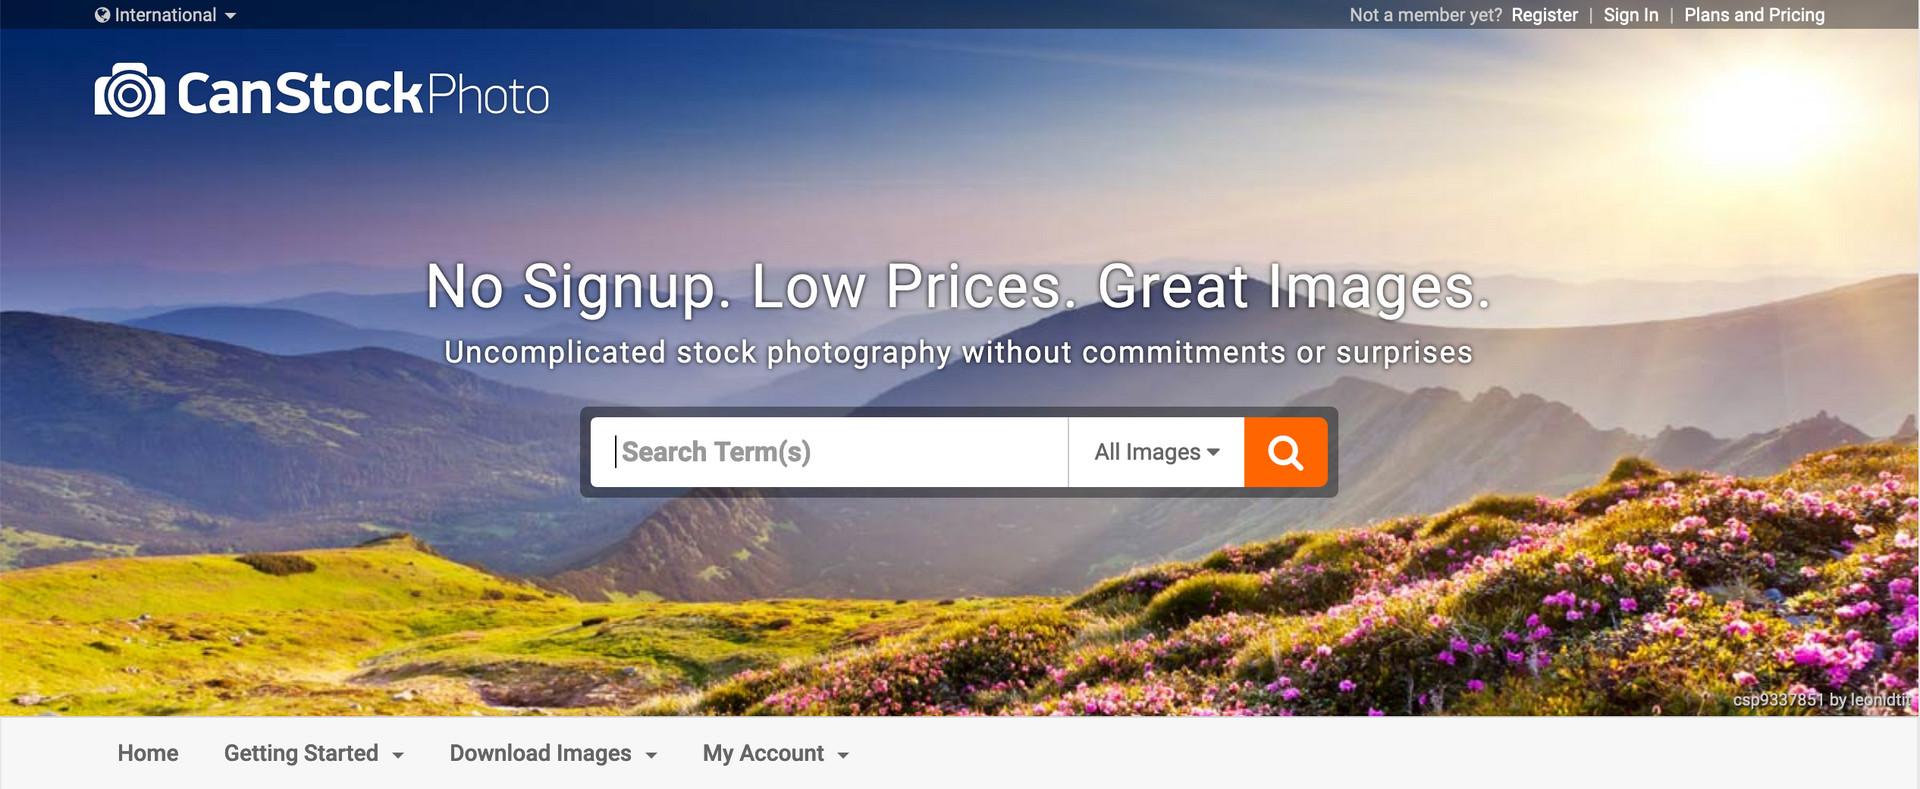 International
Not a member yet? Register | Sign In | Plans and Pricing
CanStockPhoto
No Signup. Low Prices. Great Images.
Uncomplicated stock photography without commitments or surprises
Search Term(s)
All Images
csp9337851 by leonidtit
Home
Getting Started
Download Images
My Account